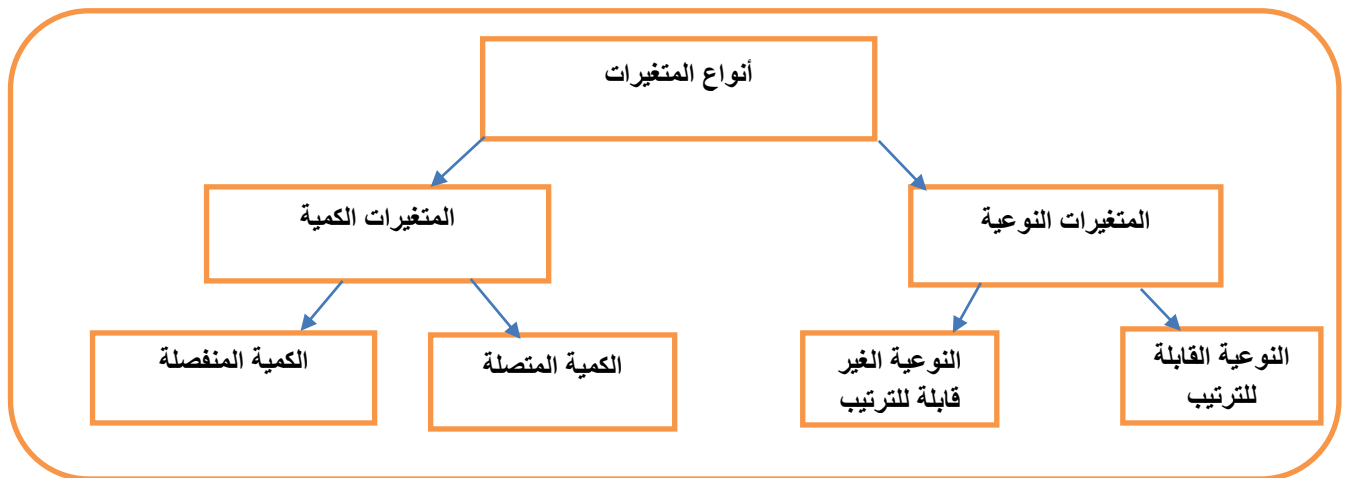 أنواع المتغيرات
المتغيرات النوعية
المتغيرات الكمية
النوعية القابلة
للترتيب
النوعية الغير
قابلة للترتيب
الكمية المتصلة
الكمية المنفصلة